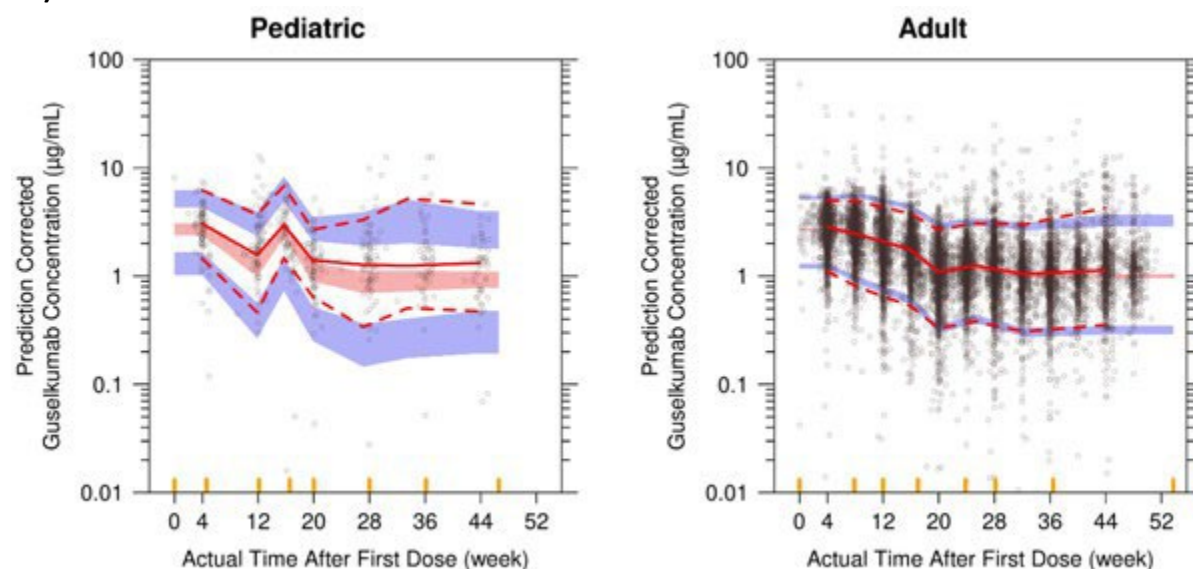 Pediatric
Adult
100
10
1
0.1
0.01
Prediction Corrected
Guselkumab Concentration (µg/mL)
0 4 12 20 28 36 44 52
Actual Time After First Dose (week)
100
10
1
0.1
0.01
Prediction Corrected
Guselkumab Concentration (µg/mL)
0 4 12 20 28 36 44 52
Actual Time After First Dose (week)